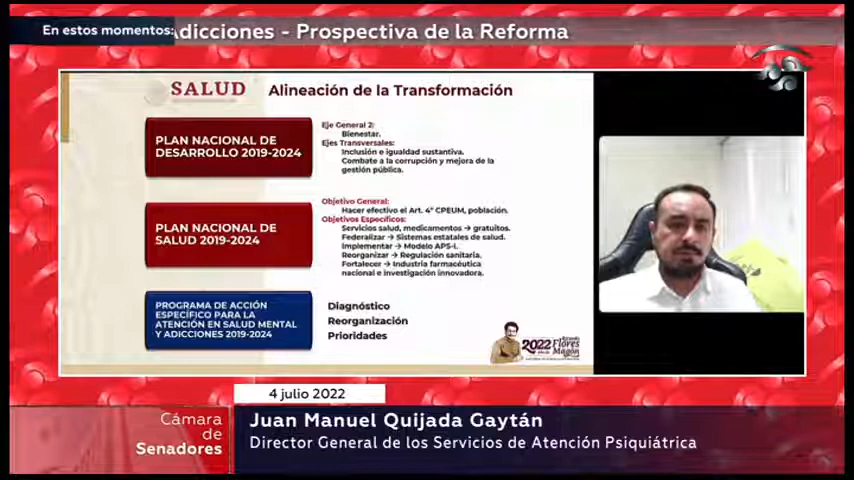 En estos momentos:
Adicciones - Prospectiva de la Reforma
SALUD
Alineación de la Transformación
PLAN NACIONAL DE
DESARROLLO 2019-2024
Eje General 2:
Bienestar.
Ejes Transversales:
Inclusión e igualdad sustantiva.
Combate a la corrupción y mejora de la
gestión pública.
PLAN NACIONAL DE
SALUD 2019-2024
Objetivo General:
Hacer efectivo el Art. 4º CPEUM, población.
Objetivos Específicos:
Servicios salud, medicamentos → gratuitos.
Federalizar → Sistemas estatales de salud.
Implementar → Modelo APS-I.
Reorganizar → Regulación sanitaria.
Fortalecer → Industria farmacéutica
nacional e investigación innovadora.
PROGRAMA DE ACCIÓN
ESPECÍFICO PARA LA
ATENCIÓN EN SALUD MENTAL
Y ADICCIONES 2019-2024
Diagnóstico
Reorganización
Prioridades
2022 Flores
Magón
4 julio 2022
Cámara
de
Senadores
Juan Manuel Quijada Gaytán
Director General de los Servicios de Atención Psiquiátrica